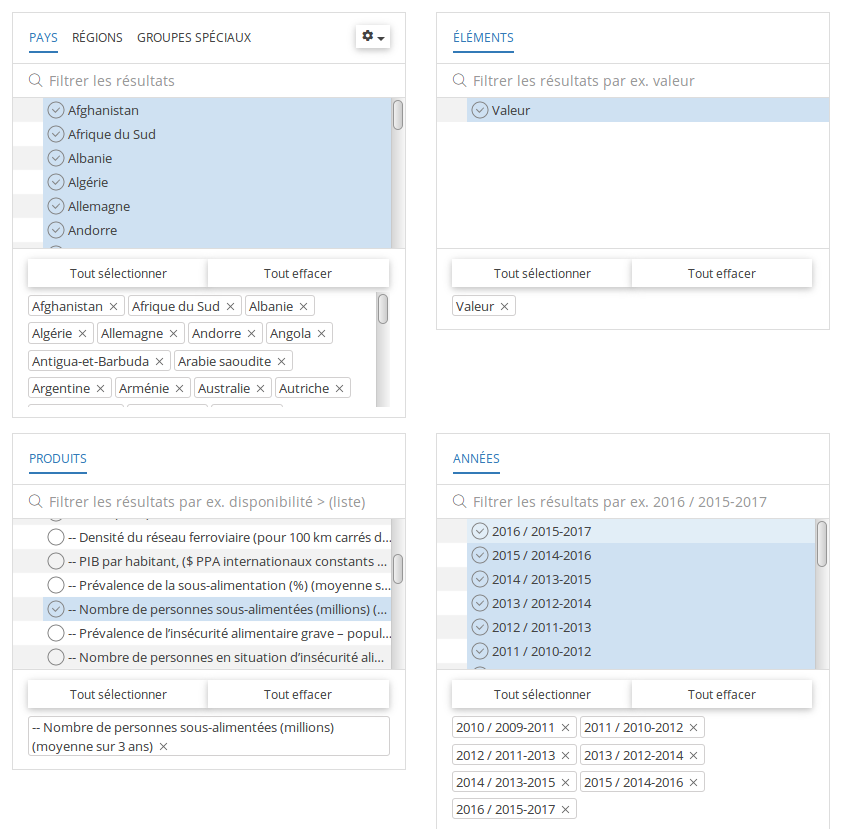 PAYS RÉGIONS GROUPES SPÉCIAUX
Filtrer les résultats
Afghanistan
Afrique du Sud
Albanie
Algérie
Allemagne
Andorre
Tout sélectionner Tout effacer
Afghanistan × Afrique du Sud × Albanie ×
Algérie × Allemagne × Andorre × Angola ×
Antigua-et-Barbuda × Arabie saoudite ×
Argentine × Arménie × Australie × Autriche ×
ÉLÉMENTS
Filtrer les résultats par ex. valeur
Valeur
Tout sélectionner Tout effacer
Valeur ×
PRODUITS
Filtrer les résultats par ex. disponibilité > (liste)
-- Densité du réseau ferroviaire (pour 100 km carrés d...
-- PIB par habitant, ($ PPA internationaux constants ...
-- Prévalence de la sous-alimentation (%) (moyenne s...
-- Nombre de personnes sous-alimentées (millions) (...
-- Prévalence de l’insécurité alimentaire grave – popul...
-- Nombre de personnes en situation d’insécurité ali...
Tout sélectionner Tout effacer
-- Nombre de personnes sous-alimentées (millions)
(moyenne sur 3 ans) ×
ANNÉES
Filtrer les résultats par ex. 2016 / 2015-2017
2016 / 2015-2017
2015 / 2014-2016
2014 / 2013-2015
2013 / 2012-2014
2012 / 2011-2013
2011 / 2010-2012
Tout sélectionner Tout effacer
2010 / 2009-2011 × 2011 / 2010-2012 ×
2012 / 2011-2013 × 2013 / 2012-2014 ×
2014 / 2013-2015 × 2015 / 2014-2016 ×
2016 / 2015-2017 ×